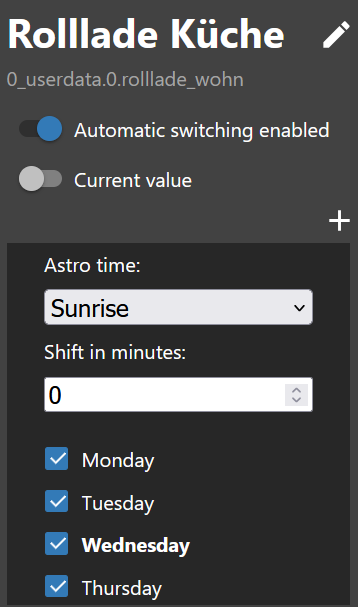 Rolllade Küche
0_userdata.0.rolllade_wohn
Automatic switching enabled
Current value
Astro time:
Sunrise
Shift in minutes:
0
Monday
Tuesday
Wednesday
Thursday